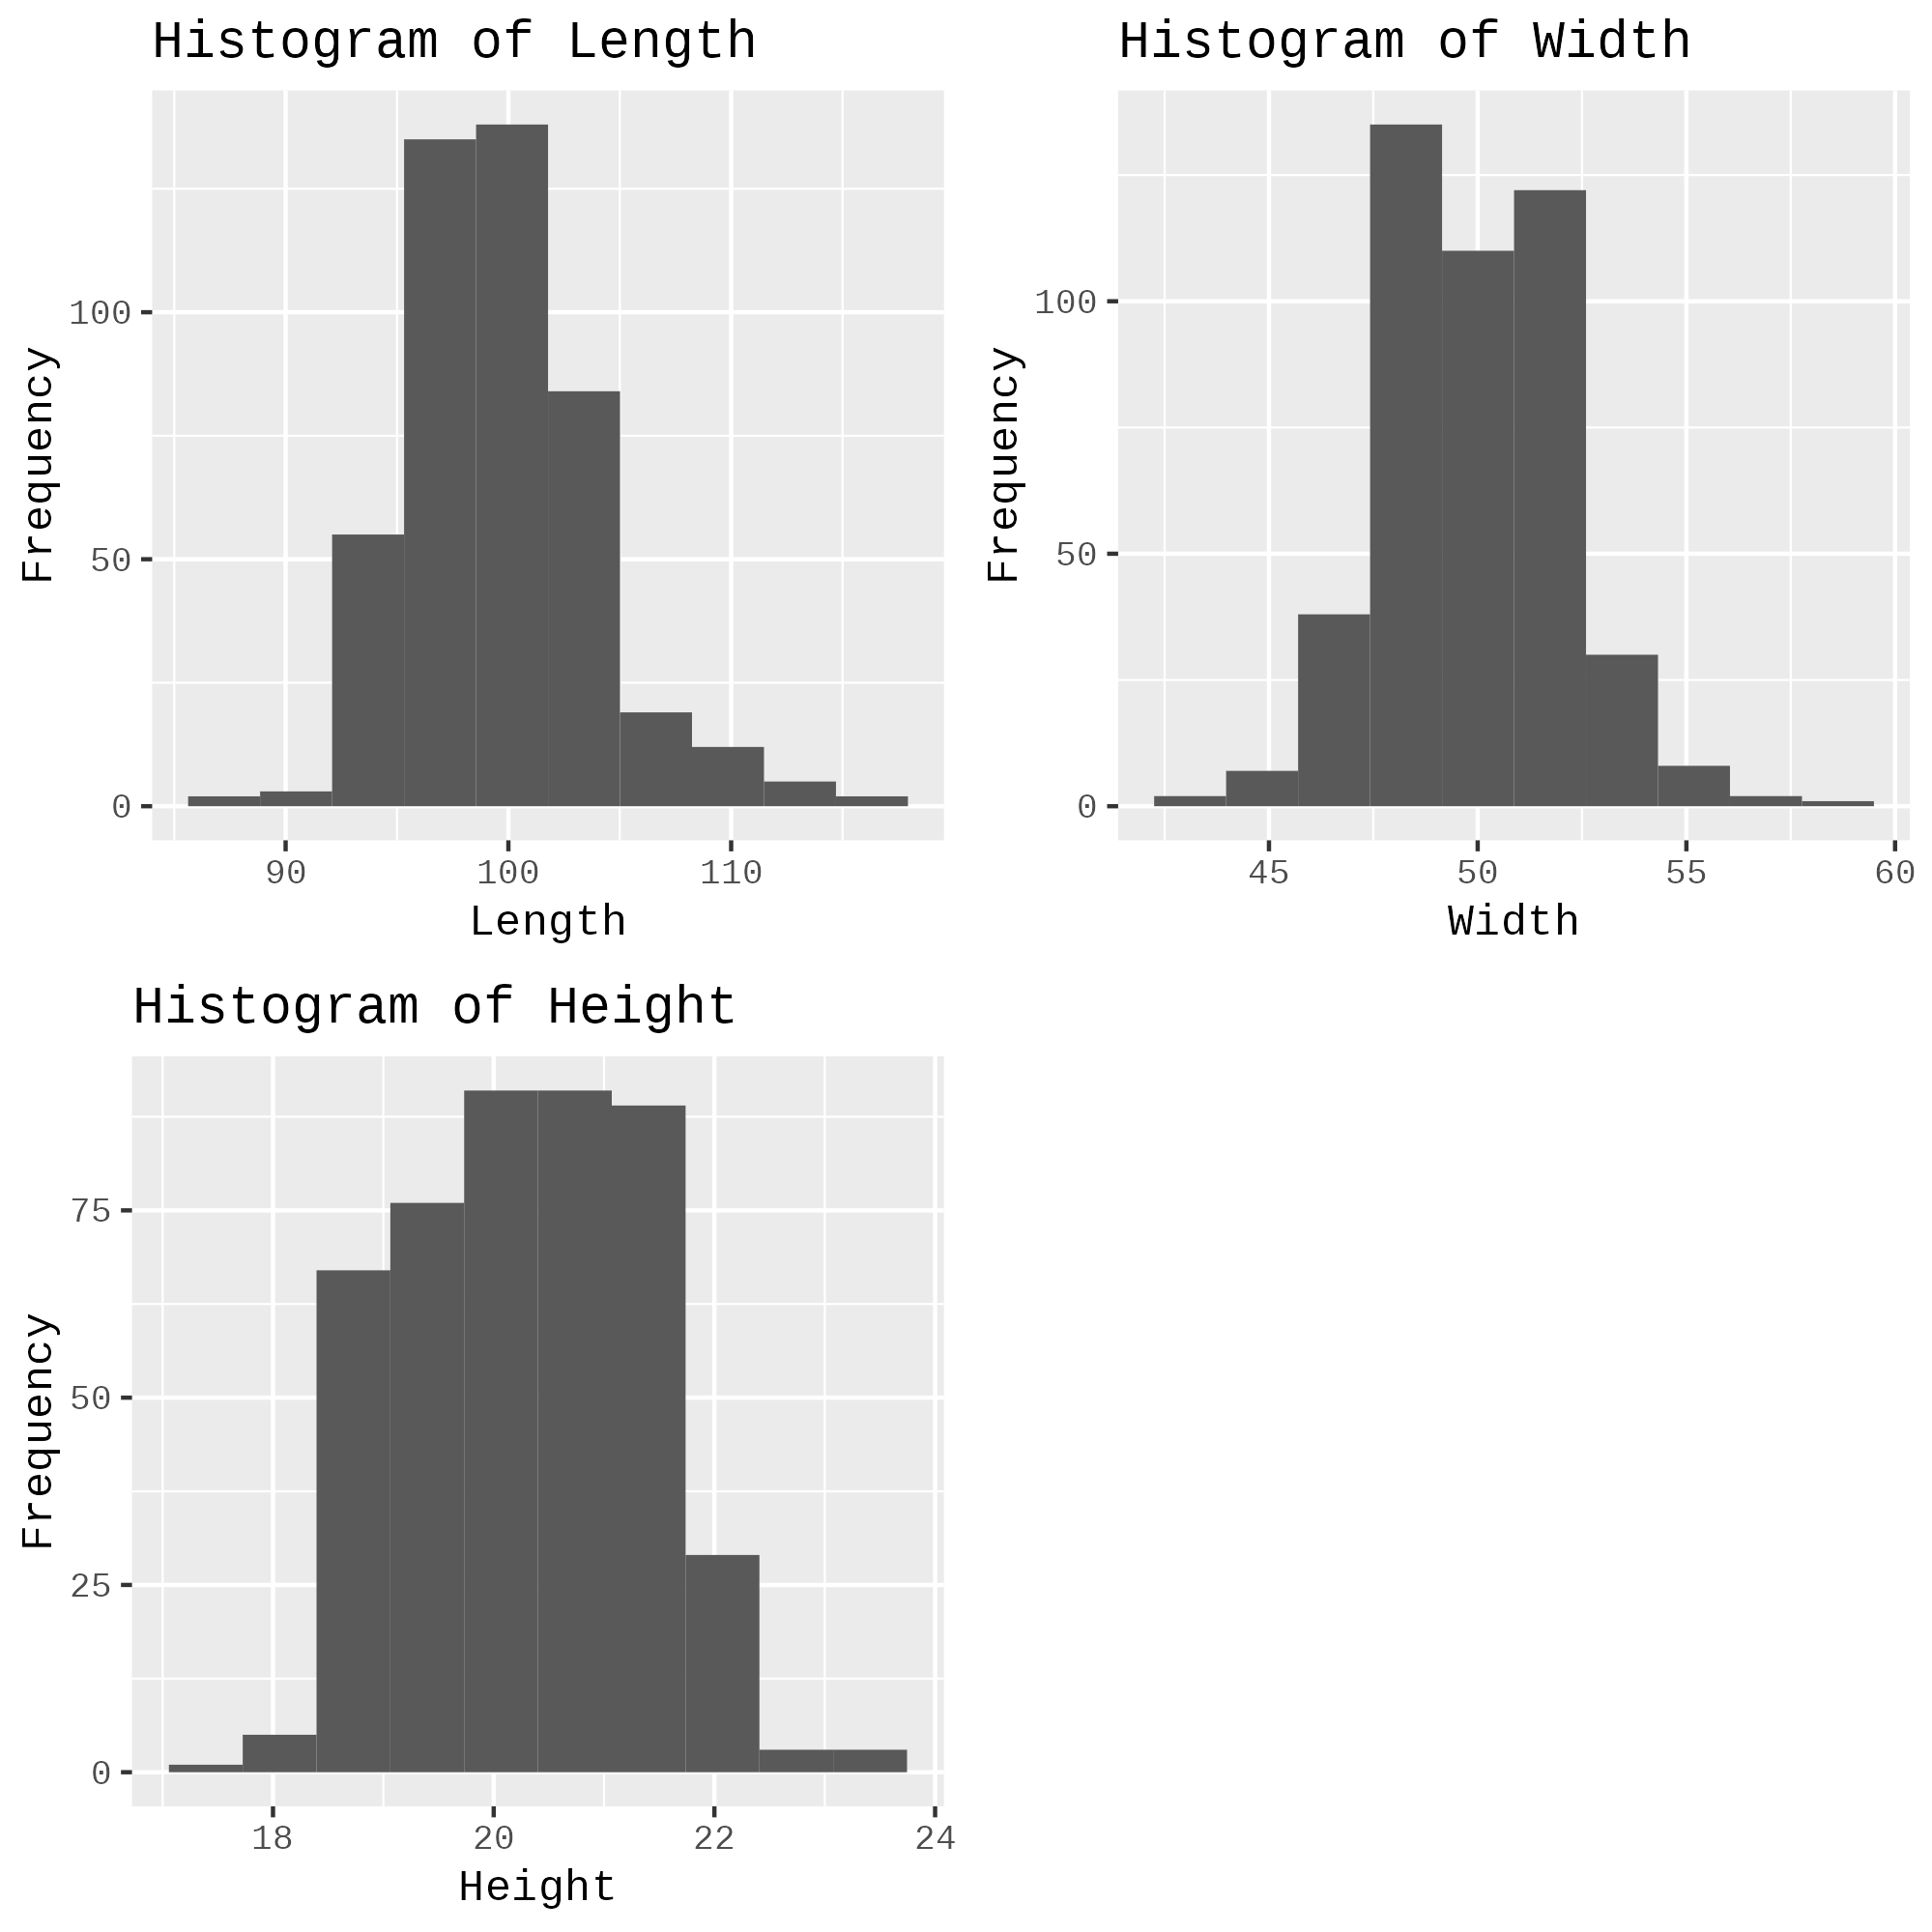 Histogram of Length
Frequency
100
50
0
90 100 110
Length
Histogram of Width
Frequency
100
50
0
45 50 55 60
Width
Histogram of Height
Frequency
75
50
25
0
18 20 22 24
Height